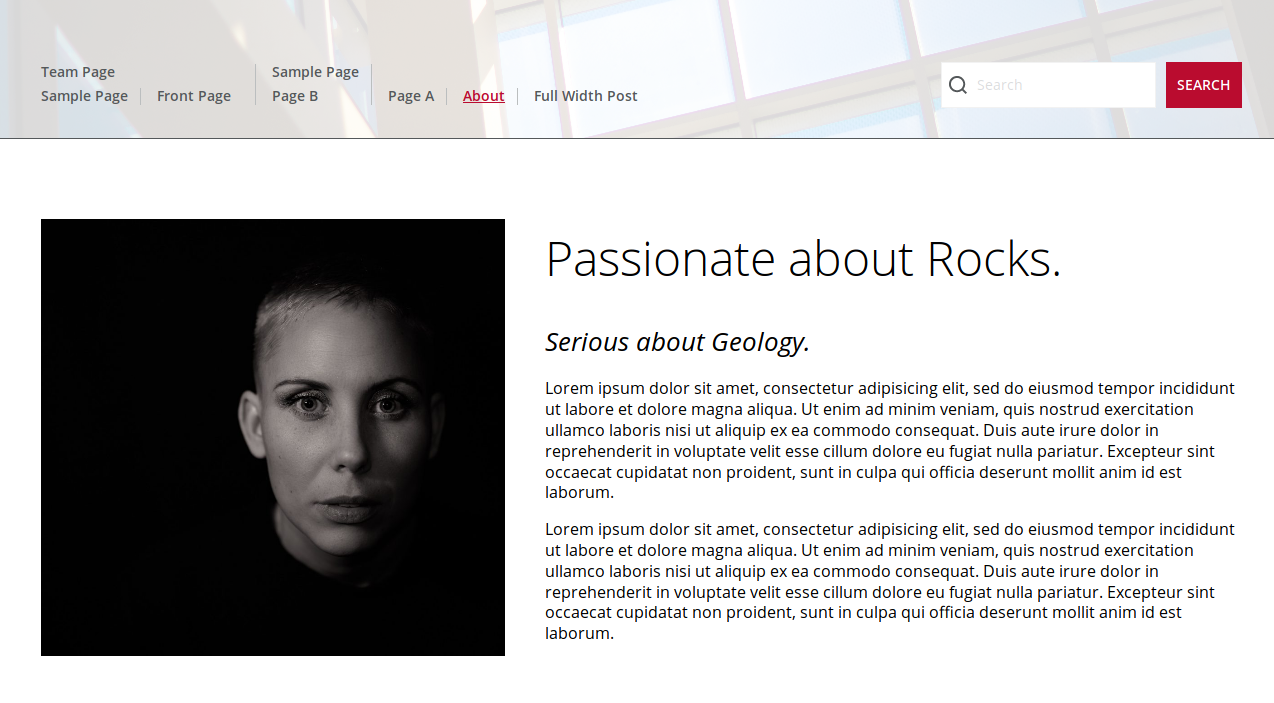 Team Page
Sample Page
Sample Page Front Page Page B Page A About Full Width Post
Search
SEARCH
Passionate about Rocks.
Serious about Geology.
Lorem ipsum dolor sit amet, consectetur adipisicing elit, sed do eiusmod tempor incididunt
ut labore et dolore magna aliqua. Ut enim ad minim veniam, quis nostrud exercitation
ullamco laboris nisi ut aliquip ex ea commodo consequat. Duis aute irure dolor in
reprehenderit in voluptate velit esse cillum dolore eu fugiat nulla pariatur. Excepteur sint
occaecat cupidatat non proident, sunt in culpa qui officia deserunt mollit anim id est
laborum.
Lorem ipsum dolor sit amet, consectetur adipisicing elit, sed do eiusmod tempor incididunt
ut labore et dolore magna aliqua. Ut enim ad minim veniam, quis nostrud exercitation
ullamco laboris nisi ut aliquip ex ea commodo consequat. Duis aute irure dolor in
reprehenderit in voluptate velit esse cillum dolore eu fugiat nulla pariatur. Excepteur sint
occaecat cupidatat non proident, sunt in culpa qui officia deserunt mollit anim id est
laborum.